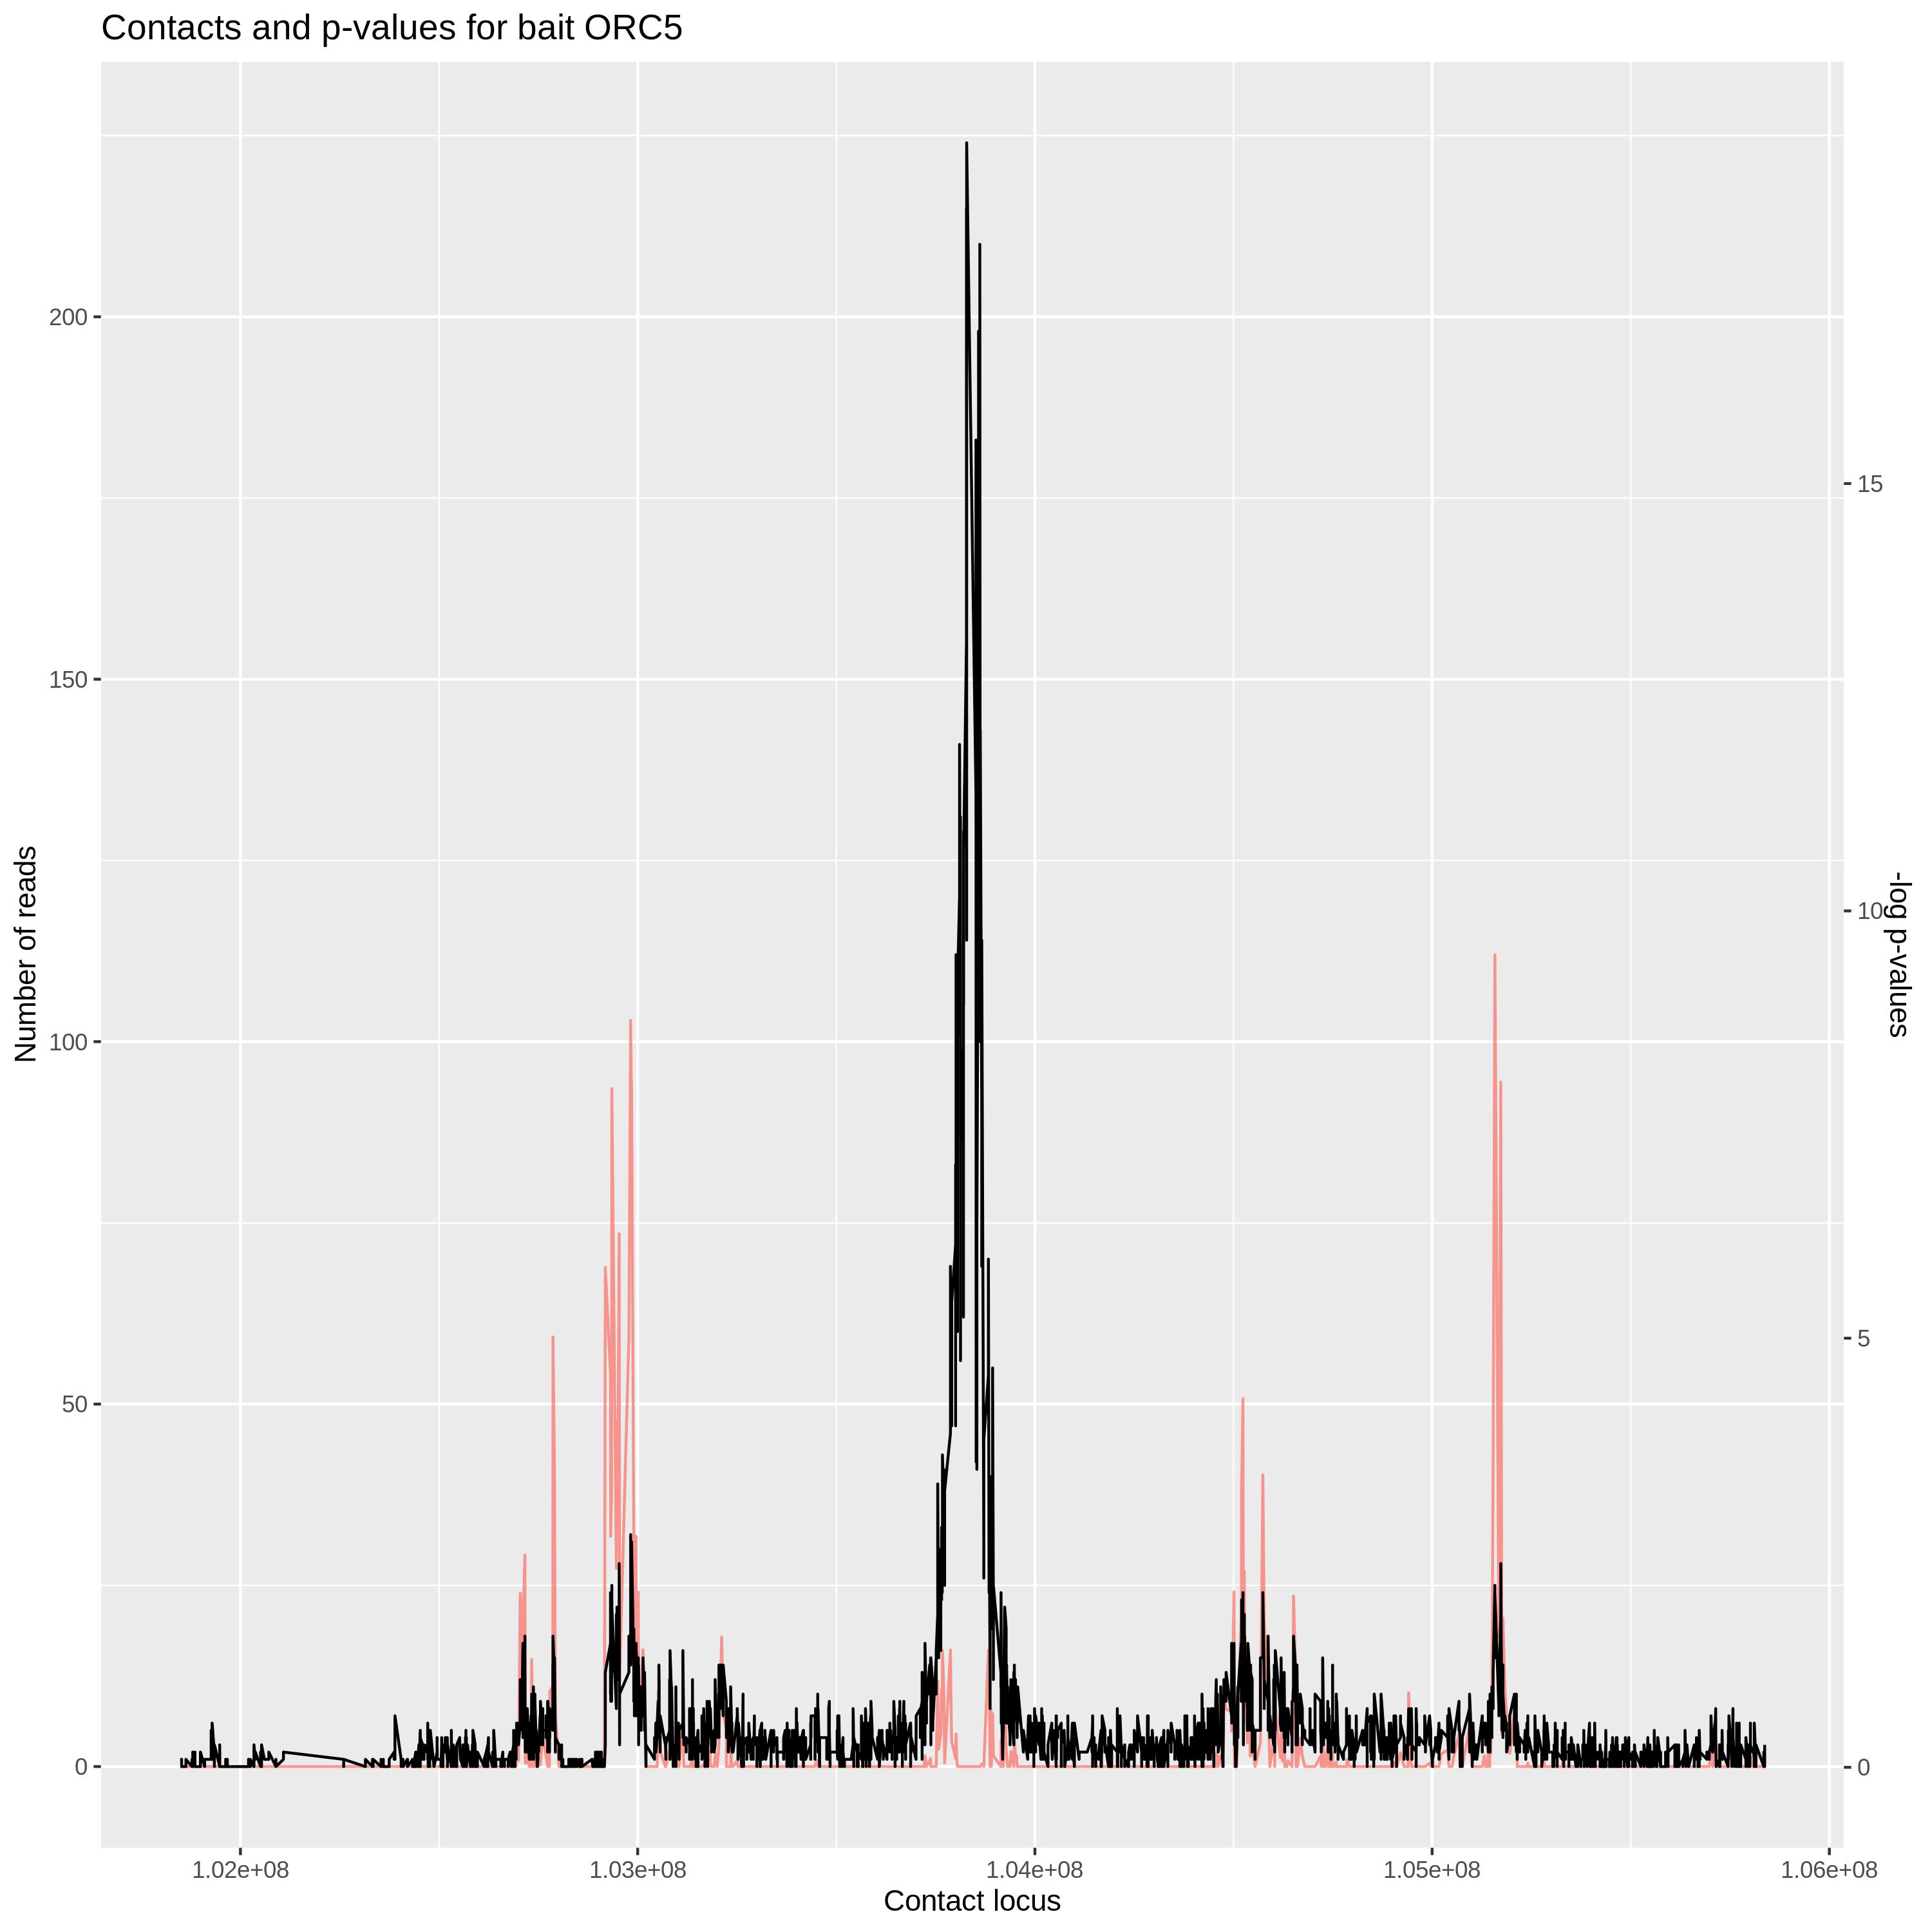 Contacts and p-values for bait ORC5
Number of reads
200
150
100
50
0
15
10
5
0
-log p-values
1.02e+08
1.03e+08
1.04e+08
1.05e+08
1.06e+08
Contact locus